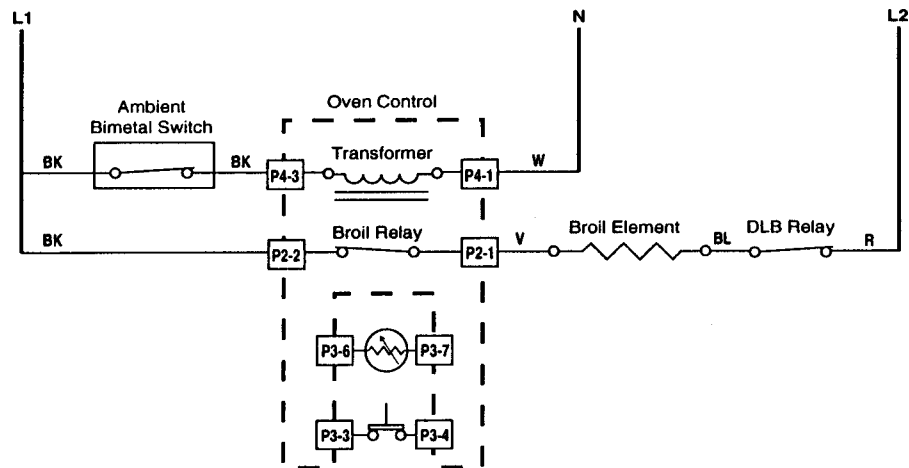 L1
N
L2
Oven Control
Ambient
Bimetal Switch
Transformer
BK
BK
P4-3
P4-1
W
Broil Relay
Broil Element
DLB Relay
BK
P2-2
P2-1
V
BL
R
P3-6
P3-7
P3-3
P3-4